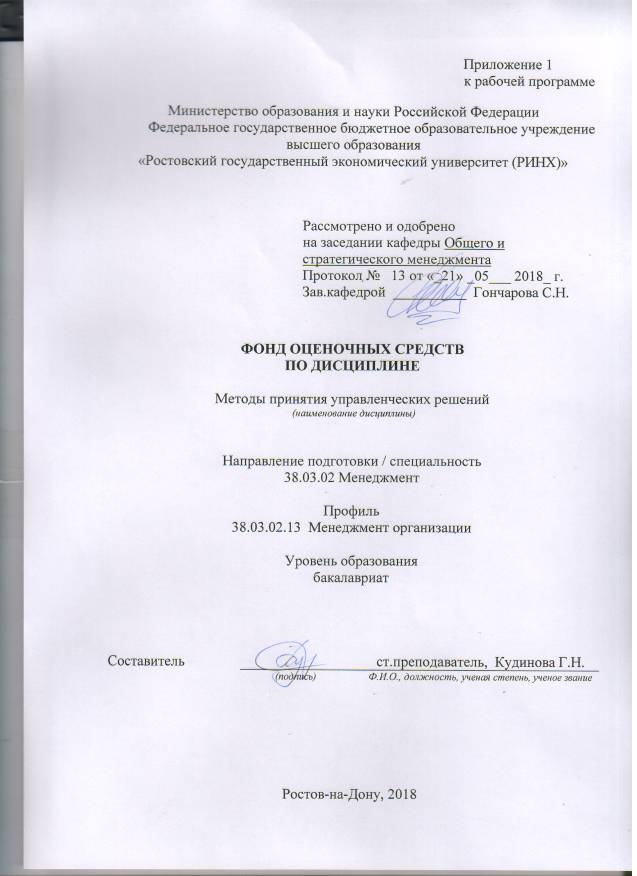 Приложение 1
к рабочей программе
Министерство образования и науки Российской Федерации
Федеральное государственное бюджетное образовательное учреждение
высшего образования
«Ростовский государственный экономический университет (РИНХ)»
Рассмотрено и одобрено
на заседании кафедры Общего и
стратегического менеджмента
Протокол № 13 от «_21» _05___ 2018_ г.
Зав.кафедрой __________ Гончарова С.Н.
ФОНД ОЦЕНОЧНЫХ СРЕДСТВ
ПО ДИСЦИПЛИНЕ
Методы принятия управленческих решений
(наименование дисциплины)
Направление подготовки / специальность
38.03.02 Менеджмент
Профиль
38.03.02.13 Менеджмент организации
Уровень образования
бакалавриат
Составитель ст.преподаватель, Кудинова Г.Н.
(подпись) Ф.И.О., должность, ученая степень, ученое звание
Ростов-на-Дону, 2018